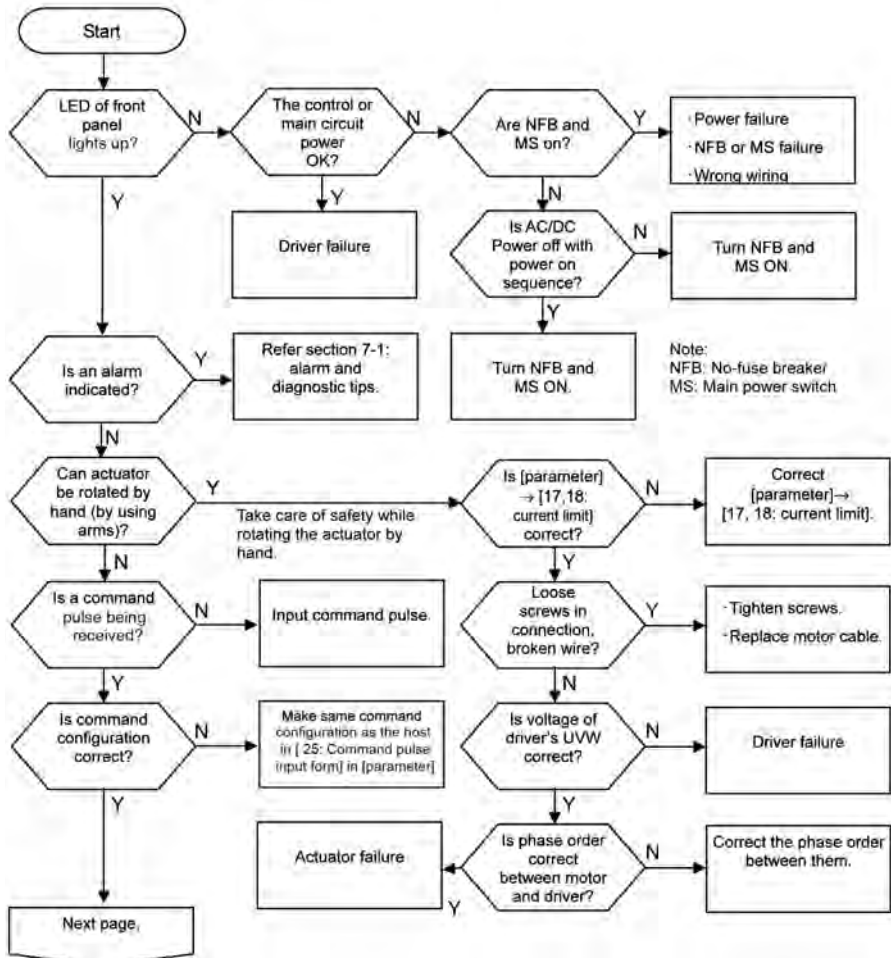 Start
LED of front
panel
lights up?
N
The control or
main circuit
power
OK?
N
Are NFB and
MS on?
Y
·Power failure
·NFB or MS failure
·Wrong wiring
Y
Y
N
Driver failure
Is AC/DC
Power off with
power on
sequence?
N
Turn NFB and
MS ON.
Y
Is an alarm
indicated?
Y
Refer section 7-1:
alarm and
diagnostic tips.
Turn NFB and
MS ON.
Note:
NFB: No-fuse breaker
MS: Main power switch
N
Can actuator
be rotated by
hand (by using
arms)?
Y
Take care of safety while
rotating the actuator by
hand.
Is [parameter]
→ [17,18:
current limit]
correct?
N
Correct
[parameter]→
[17, 18: current limit].
N
Y
Is a command
pulse being
received?
N
Input command pulse.
Loose
screws in
connection,
broken wire?
Y
·Tighten screws.
·Replace motor cable.
Y
N
Is command
configuration
correct?
N
Make same command
configuration as the host
in [ 25: Command pulse
input form] in [parameter]
Is voltage of
driver's UVW
correct?
N
Driver failure
Y
Y
Actuator failure
Is phase order
correct
between motor
and driver?
N
Correct the phase order
between them.
Y
Next page.